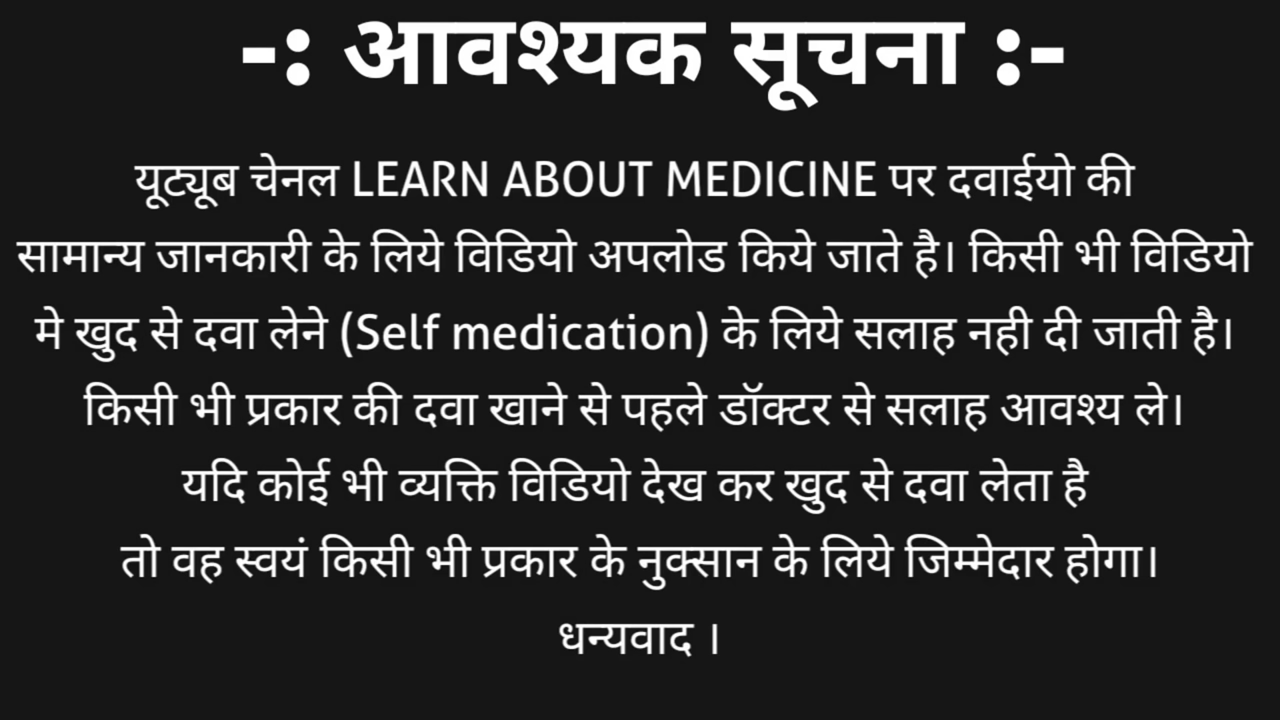 -: आवश्यक सूचना :-
यूट्यूब चेनल LEARN ABOUT MEDICINE पर दवाईयो की
सामान्य जानकारी के लिये विडियो अपलोड किये जाते है। किसी भी विडियो
मे खुद से दवा लेने (Self medication) के लिये सलाह नही दी जाती है।
किसी भी प्रकार की दवा खाने से पहले डॉक्टर से सलाह आवश्य ले।
यदि कोई भी व्यक्ति विडियो देख कर खुद से दवा लेता है
तो वह स्वयं किसी भी प्रकार के नुक्सान के लिये जिम्मेदार होगा।
धन्यवाद ।